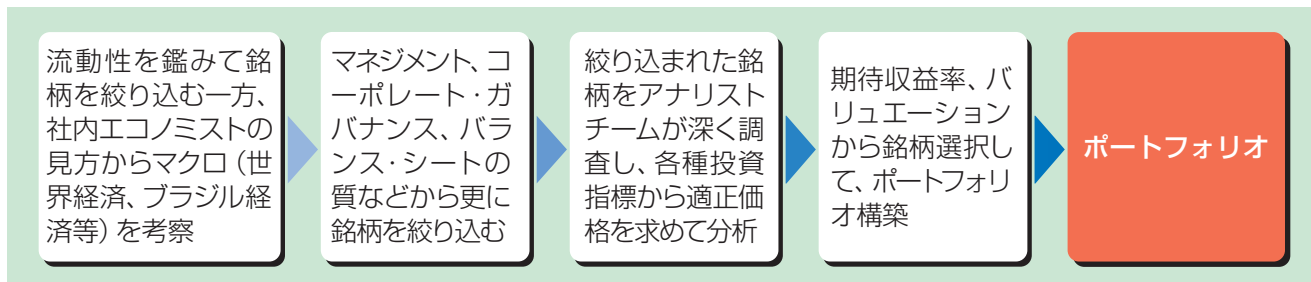 流動性を鑑みて銘
柄を絞り込む一方、
社内エコノミストの
見方からマクロ（世
界経済、ブラジル経
済等）を考察
マネジメント、コ
ーポレート・ガ
バナンス、バラ
ンス・シートの
質などから更に
銘柄を絞り込む
絞り込まれた銘
柄をアナリスト
チームが深く調
査し、各種投資
指標から適正価
格を求めて分析
期待収益率、バ
リュエーション
から銘柄選択し
て、ポートフォリ
オ構築
ポートフォリオ